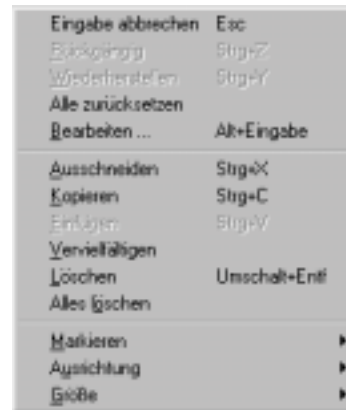 Eingabe abbrechen Esc
Rückgängig Strg+Z
Wiederherstellen Strg+Y
Alle zurücksetzen
Bearbeiten ... Alt+Eingabe
Ausschneiden Strg+X
Kopieren Strg+C
Einfügen Strg+V
Vervielfältigen
Löschen Umschalt+Entf
Alles löschen
Markieren
Ausrichtung
Größe